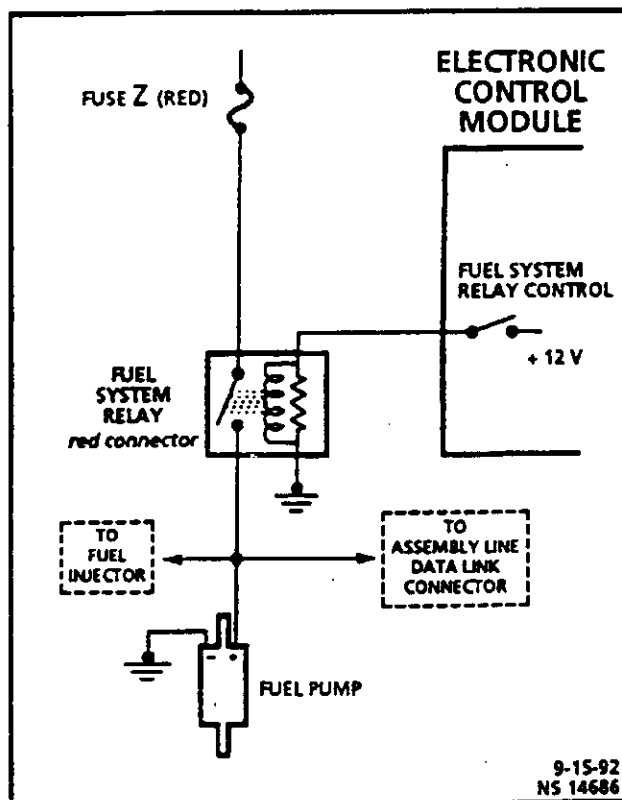 FUSE Z (RED)
ELECTRONIC
CONTROL
MODULE
FUEL SYSTEM
RELAY CONTROL
+ 12 V
FUEL
SYSTEM
RELAY
red connector
TO
FUEL
INJECTOR
TO
ASSEMBLY LINE
DATA LINK
CONNECTOR
- +
FUEL PUMP
9-15-92
NS 14686